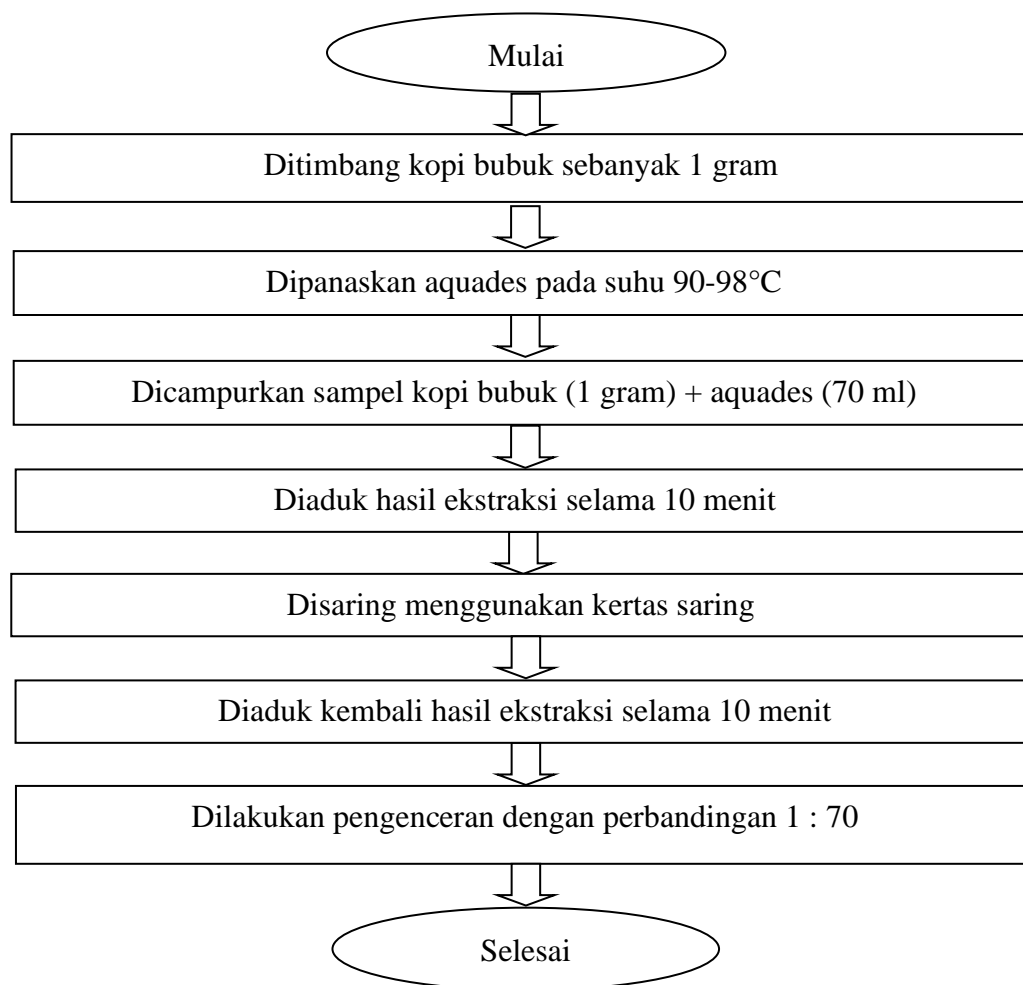 Mulai
Ditimbang kopi bubuk sebanyak 1 gram
Dipanaskan aquades pada suhu 90-98°C
Dicampurkan sampel kopi bubuk (1 gram) + aquades (70 ml)
Diaduk hasil ekstraksi selama 10 menit
Disaring menggunakan kertas saring
Diaduk kembali hasil ekstraksi selama 10 menit
Dilakukan pengenceran dengan perbandingan 1 : 70
Selesai